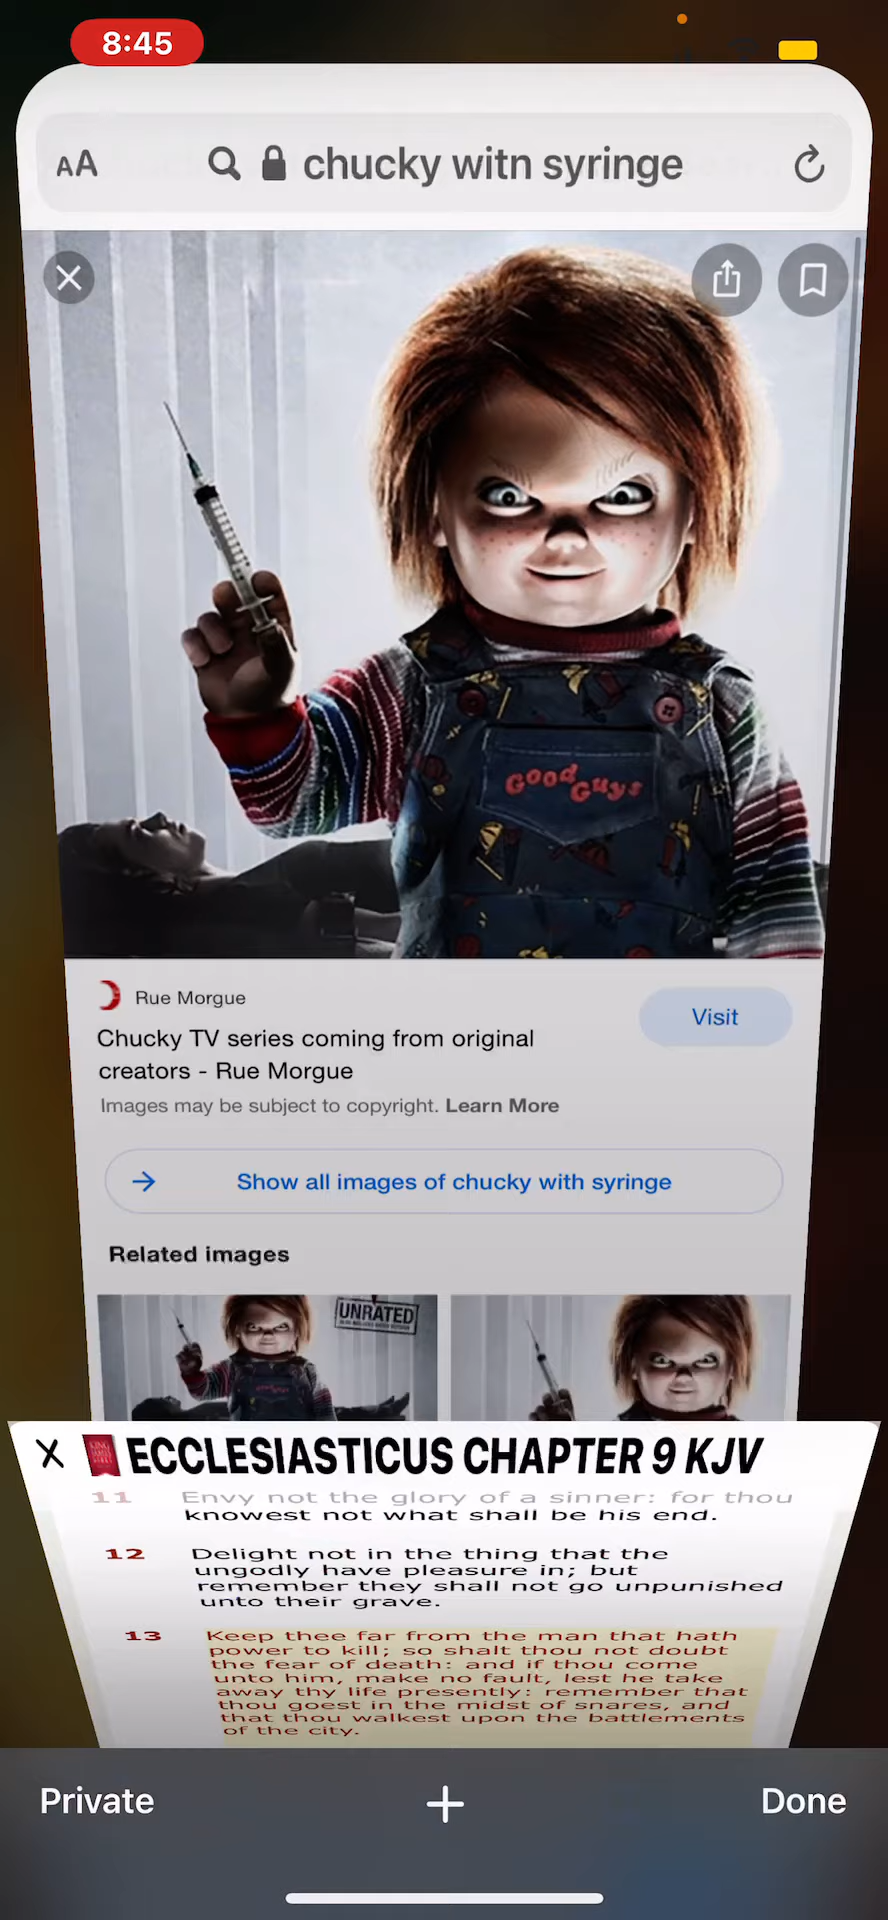 8:45
AA chucky witn syringe
Good Guys
Rue Morgue
Visit
Chucky TV series coming from original
creators - Rue Morgue
Images may be subject to copyright. Learn More
Show all images of chucky with syringe
Related images
UNRATED
ECCLESIASTICUS CHAPTER 9 KJV
11 Envy not the glory of a sinner: for thou
knowest not what shall be his end.
12 Delight not in the thing that the
ungodly have pleasure in; but
remember they shall not go unpunished
unto their grave.
13 Keep thee far from the man that hath
power to kill; so shalt thou not doubt
the fear of death: and if thou come
unto him, make no fault, lest he take
away thy life presently: remember that
thou goest in the midst of snares, and
that thou walkest upon the battlements
of the city.
Private
Done